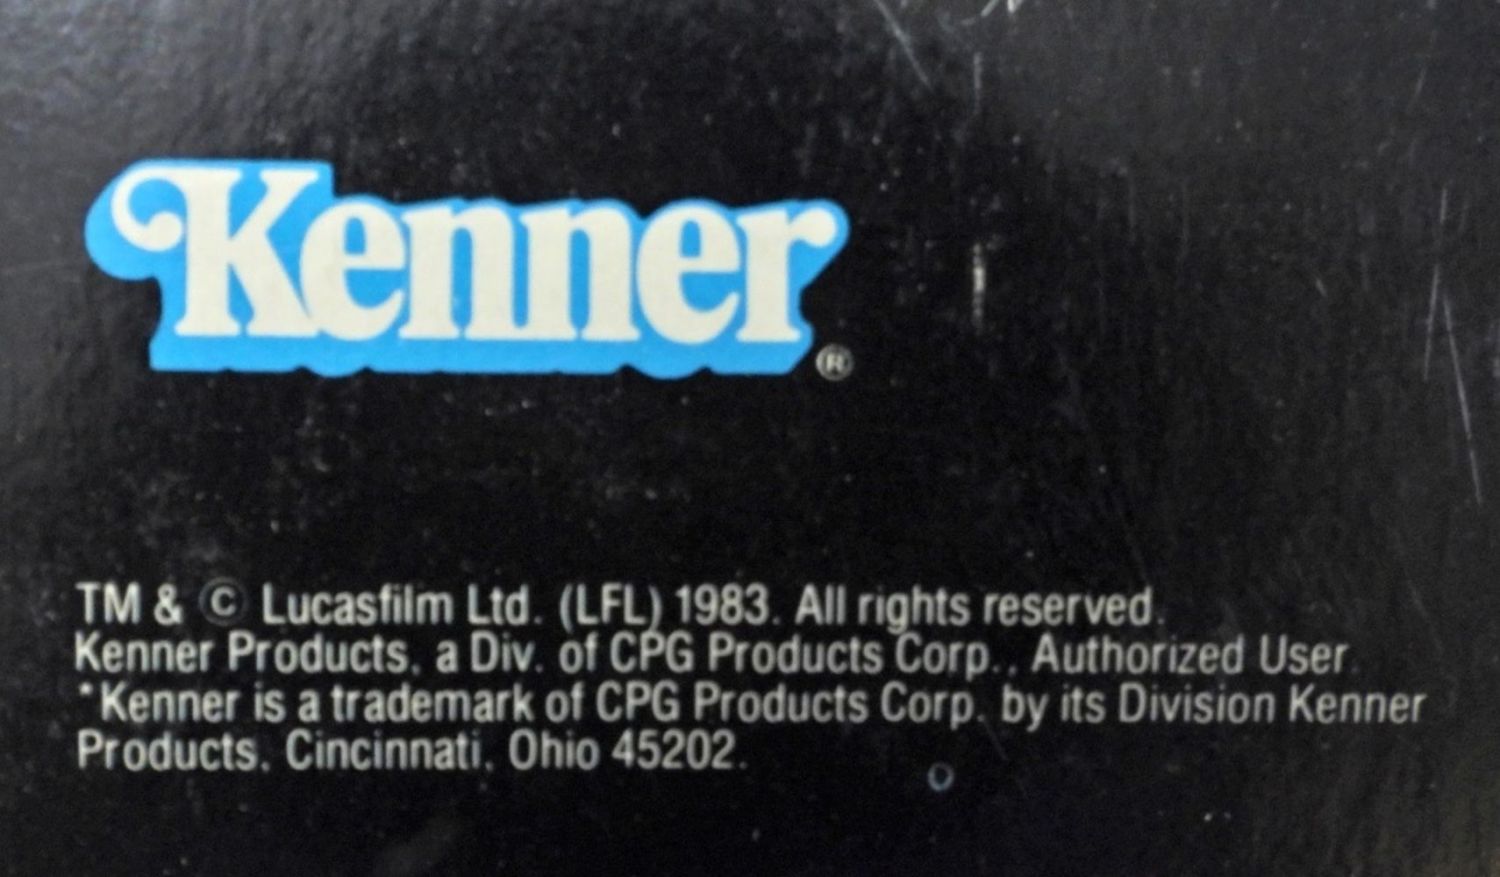 Kenner ®
TM & © Lucasfilm Ltd. (LFL) 1983. All rights reserved.
Kenner Products, a Div. of CPG Products Corp., Authorized User.
*Kenner is a trademark of CPG Products Corp. by its Division Kenner
Products, Cincinnati, Ohio 45202.